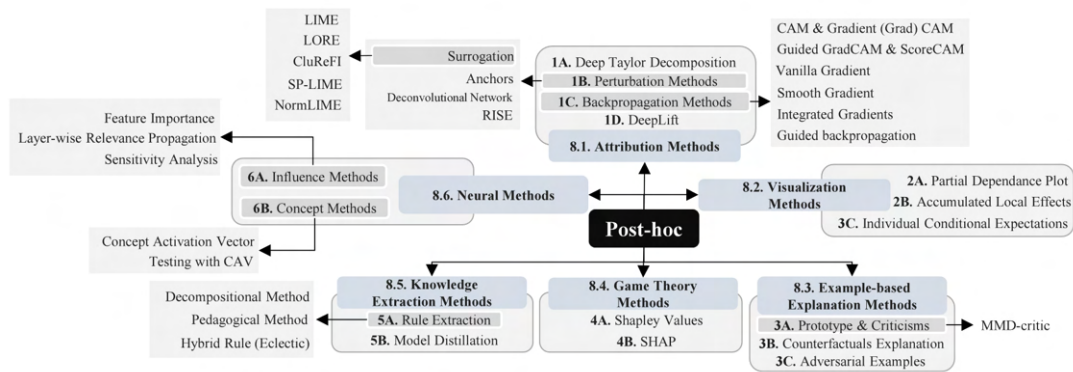 LIME
LORE
CluReFI
SP-LIME
NormLIME
Surrogation
Anchors
Deconvolutional Network
RISE
1A. Deep Taylor Decomposition
1B. Perturbation Methods
1C. Backpropagation Methods
1D. DeepLift
8.1. Attribution Methods
CAM & Gradient (Grad) CAM
Guided GradCAM & ScoreCAM
Vanilla Gradient
Smooth Gradient
Integrated Gradients
Guided backpropagation
Feature Importance
Layer-wise Relevance Propagation
Sensitivity Analysis
6A. Influence Methods
6B. Concept Methods
8.6. Neural Methods
8.2. Visualization
Methods
2A. Partial Dependance Plot
2B. Accumulated Local Effects
3C. Individual Conditional Expectations
Post-hoc
Concept Activation Vector
Testing with CAV
8.5. Knowledge
Extraction Methods
5A. Rule Extraction
5B. Model Distillation
Decompositional Method
Pedagogical Method
Hybrid Rule (Eclectic)
8.4. Game Theory
Methods
4A. Shapley Values
4B. SHAP
8.3. Example-based
Explanation Methods
3A. Prototype & Criticisms
3B. Counterfactuals Explanation
3C. Adversarial Examples
MMD-critic